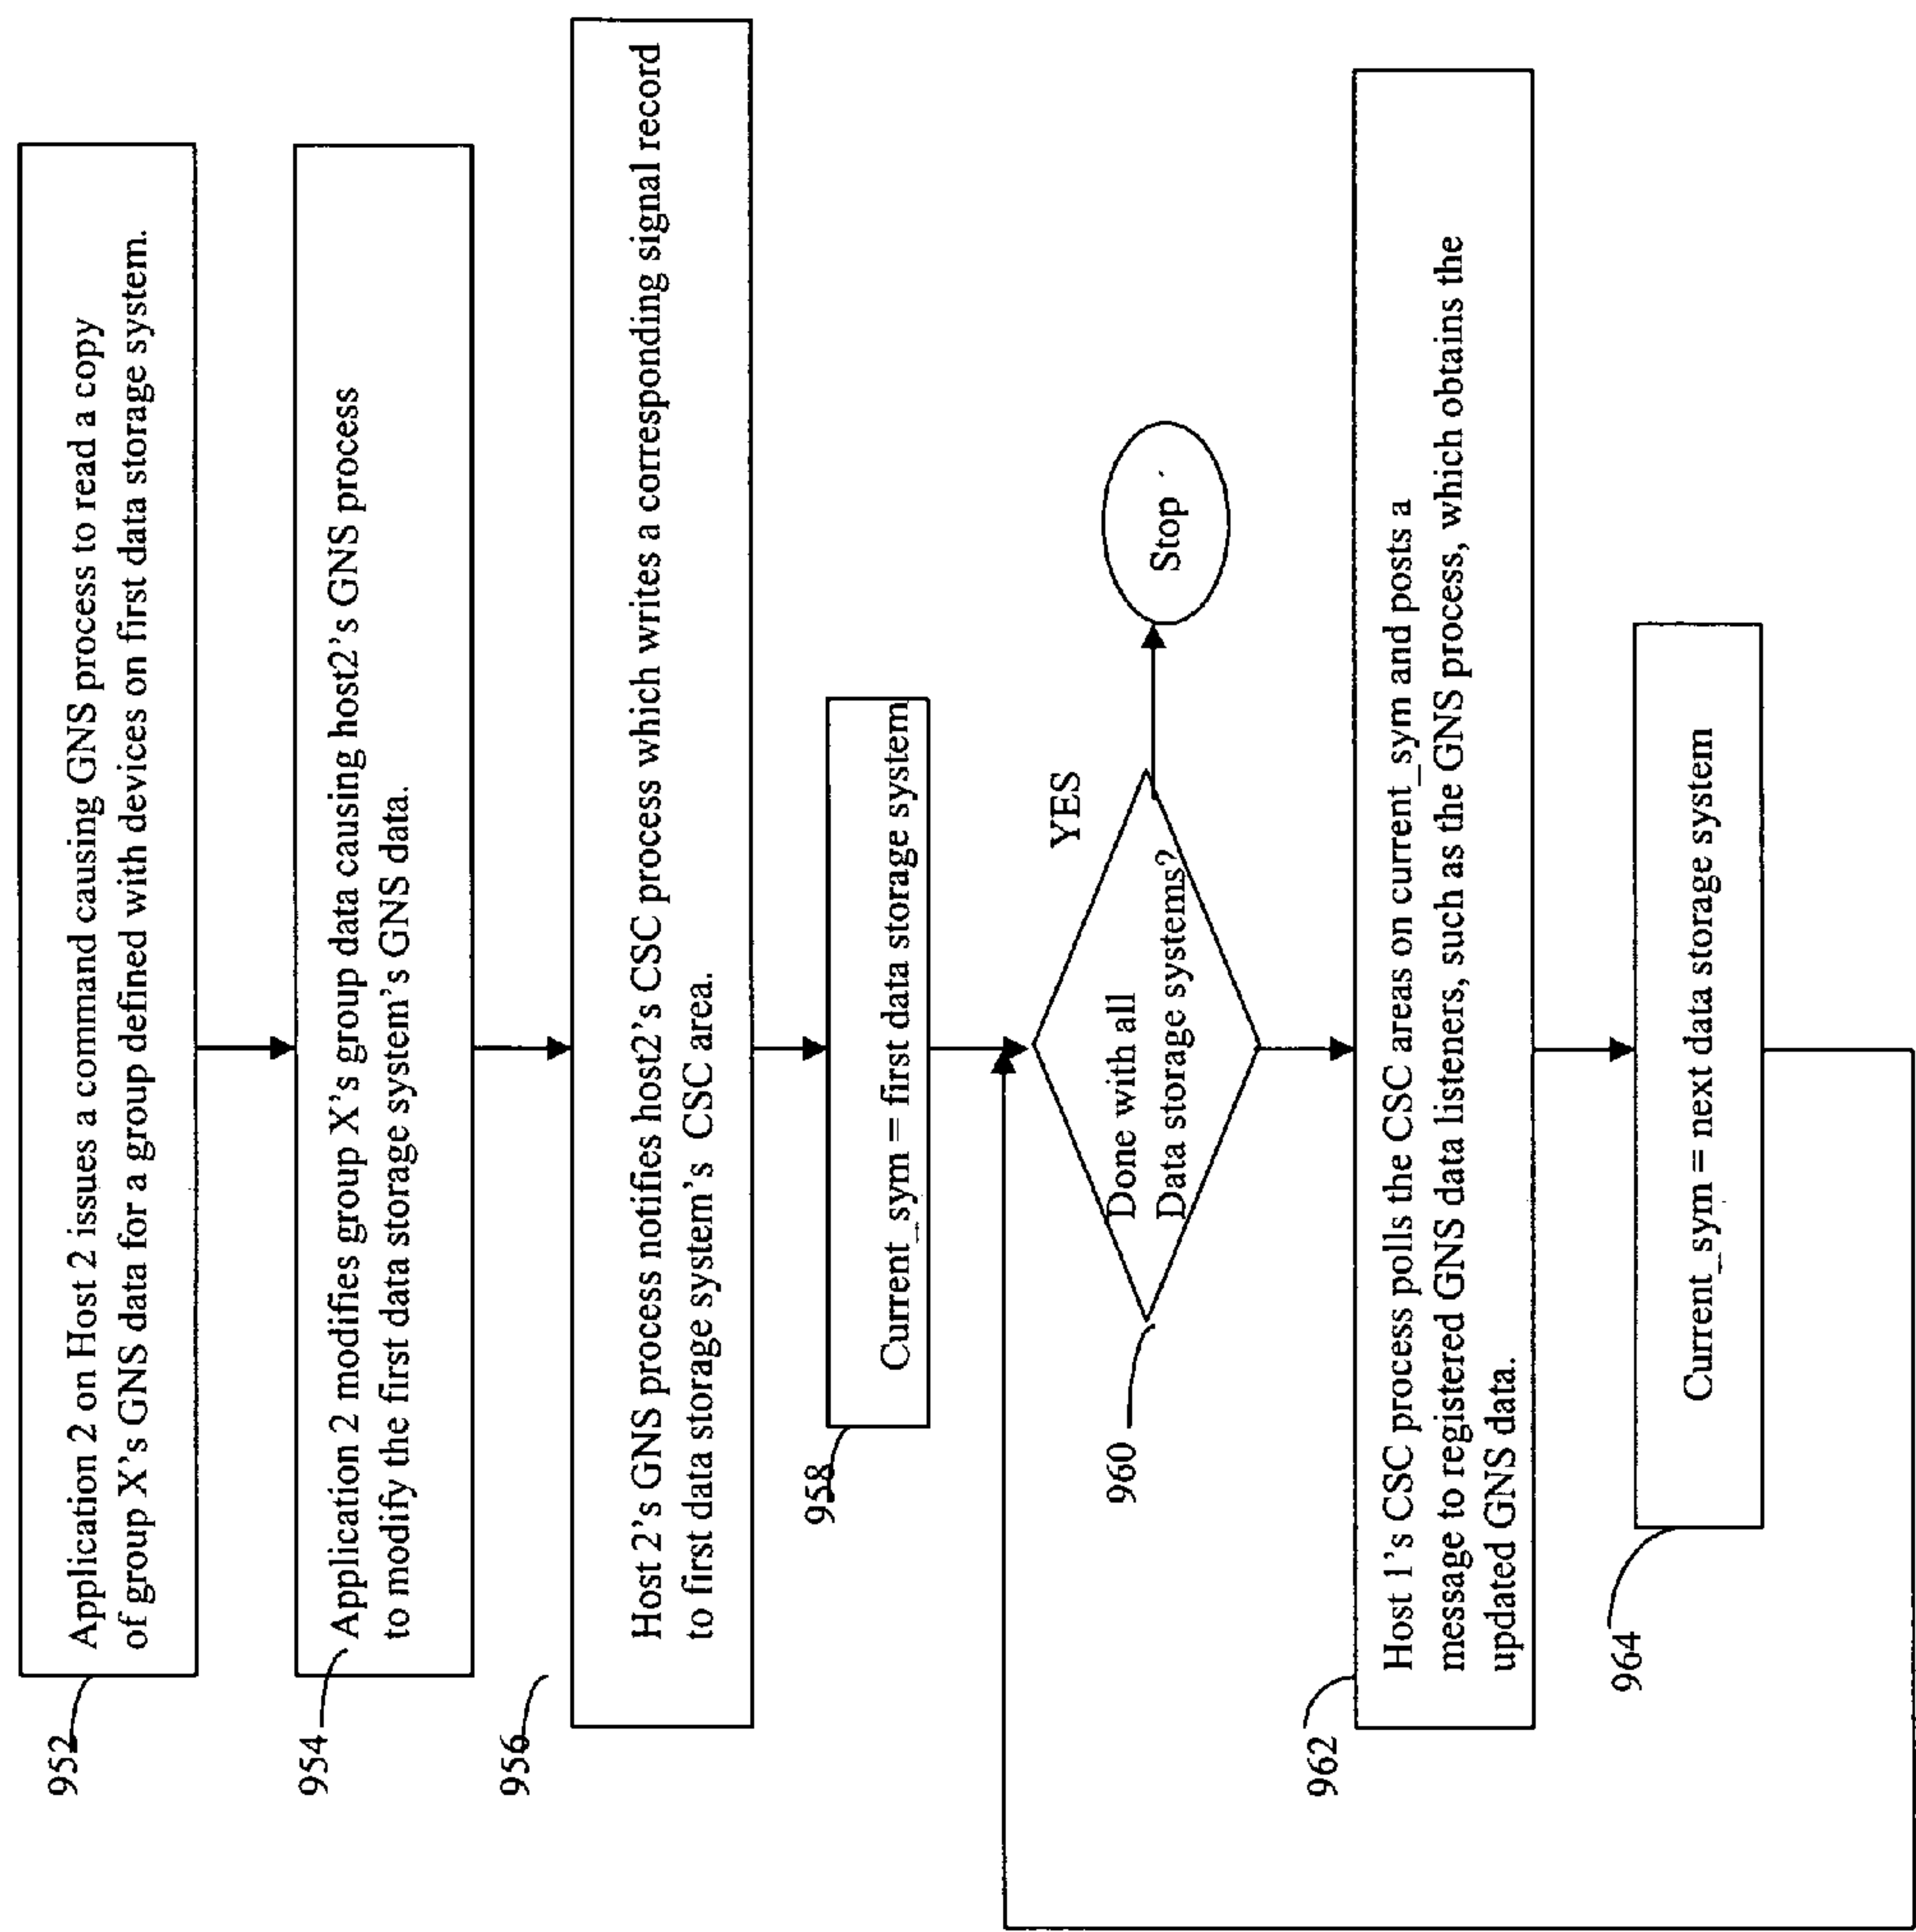 952
Application 2 on Host 2 issues a command causing GNS process to read a copy
of group X's GNS data for a group defined with devices on first data storage system.
954
Application 2 modifies group X's group data causing host2's GNS process
to modify the first data storage system's GNS data.
956
Host 2's GNS process notifies host2's CSC process which writes a corresponding signal record
to first data storage system's CSC area.
958
Current_sym = first data storage system
960
Done with all
Data storage systems?
YES
Stop
962
Host 1's CSC process polls the CSC areas on current_sym and posts a
message to registered GNS data listeners, such as the GNS process, which obtains the
updated GNS data.
964
Current_sym = next data storage system